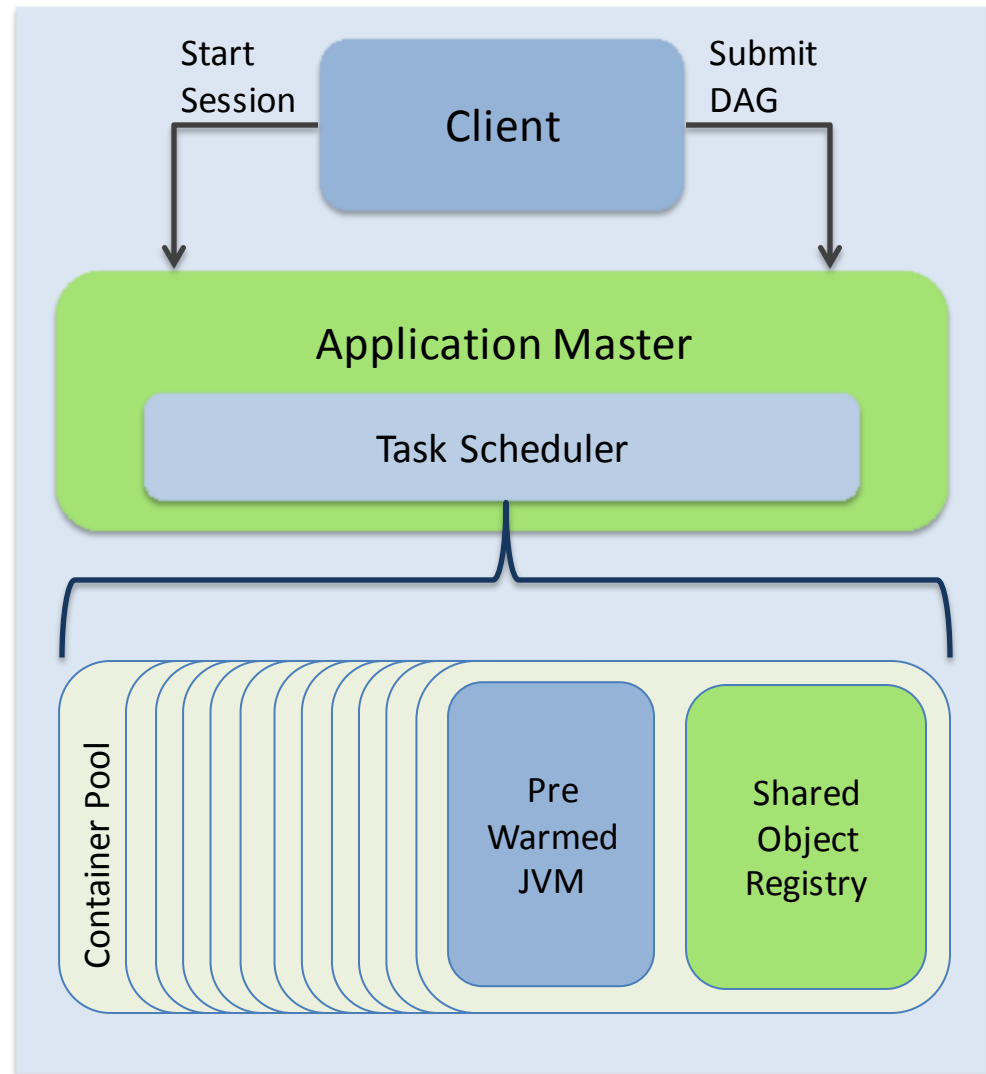 Start
Session
Submit
DAG
Client
Application Master
Task Scheduler
Container Pool
Pre
Warmed
JVM
Shared
Object
Registry